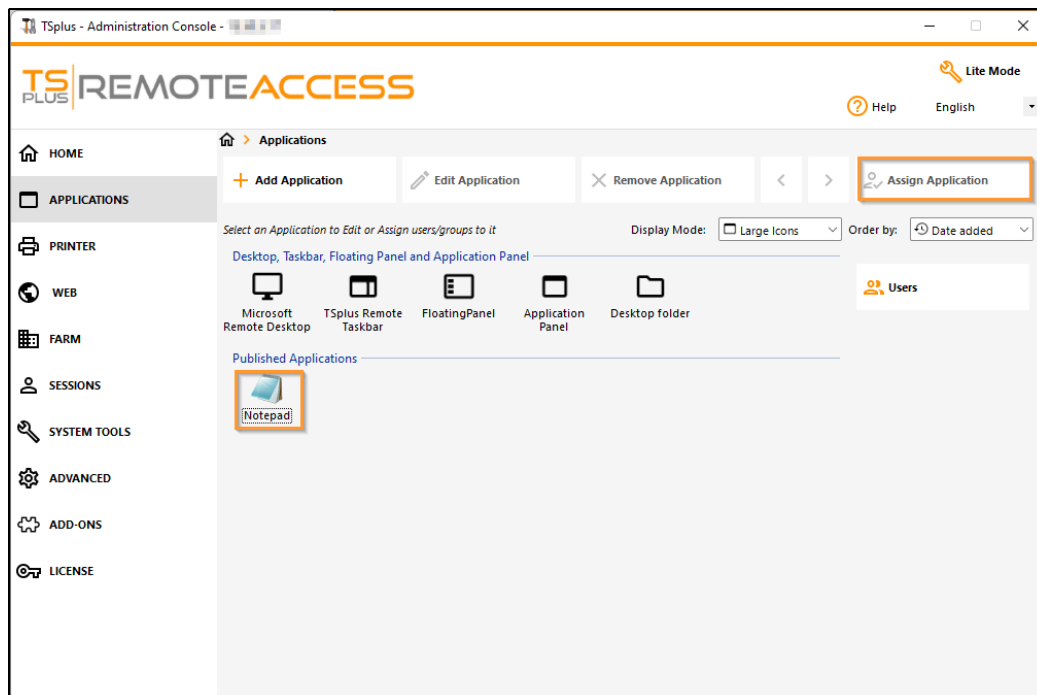 TSplus - Administration Console -
TS PLUS REMOTEACCESS
Lite Mode
Help
English
HOME
APPLICATIONS
PRINTER
WEB
FARM
SESSIONS
SYSTEM TOOLS
ADVANCED
ADD-ONS
LICENSE
Applications
Add Application
Edit Application
Remove Application
Assign Application
Select an Application to Edit or Assign users/groups to it
Display Mode:
Large Icons
Order by:
Date added
Desktop, Taskbar, Floating Panel and Application Panel
Microsoft
Remote Desktop
TSplus Remote
Taskbar
FloatingPanel
Application
Panel
Desktop folder
Users
Published Applications
Notepad